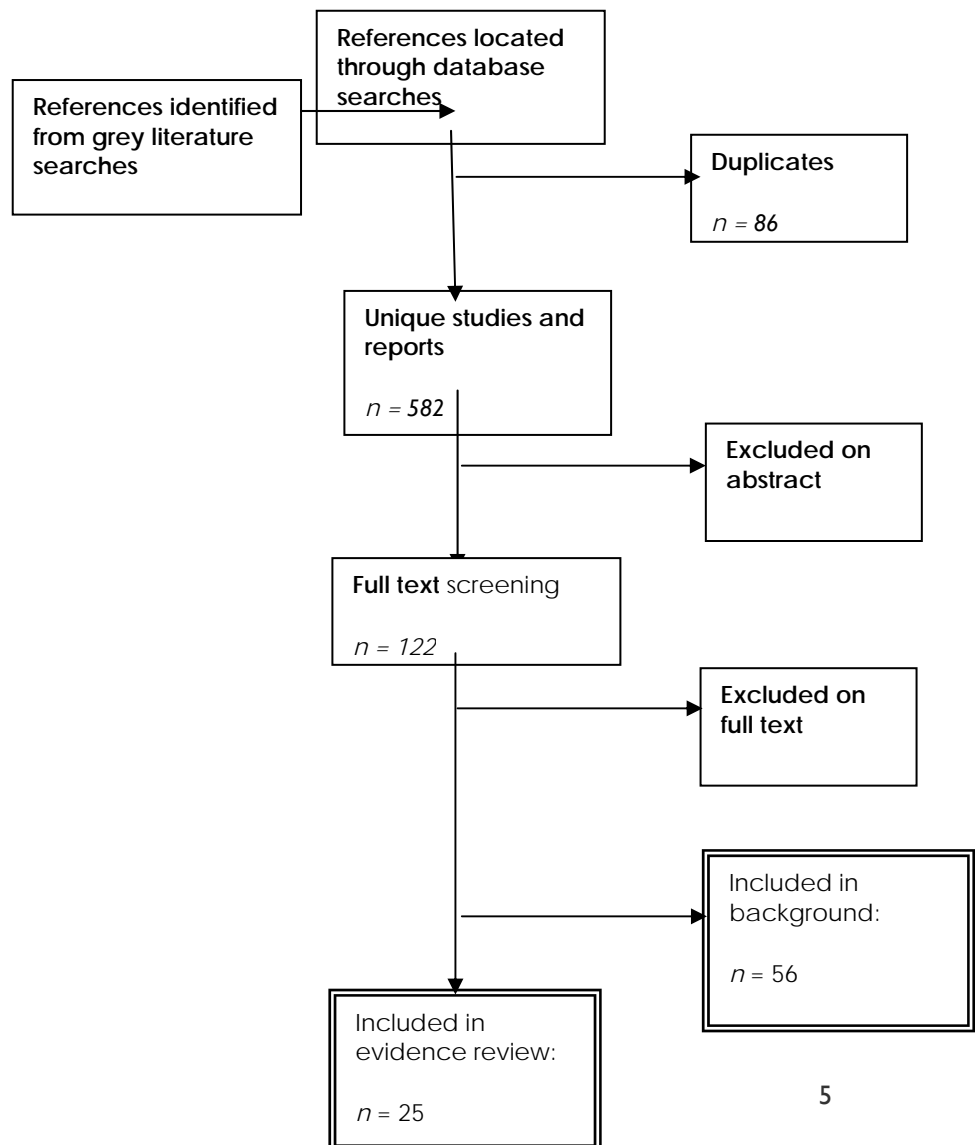 References located
through database
searches
References identified
from grey literature
searches
Duplicates
n = 86
Unique studies and
reports
n = 582
Excluded on
abstract
Full text screening
n = 122
Excluded on
full text
Included in
background:
n = 56
Included in
evidence review:
n = 25
5